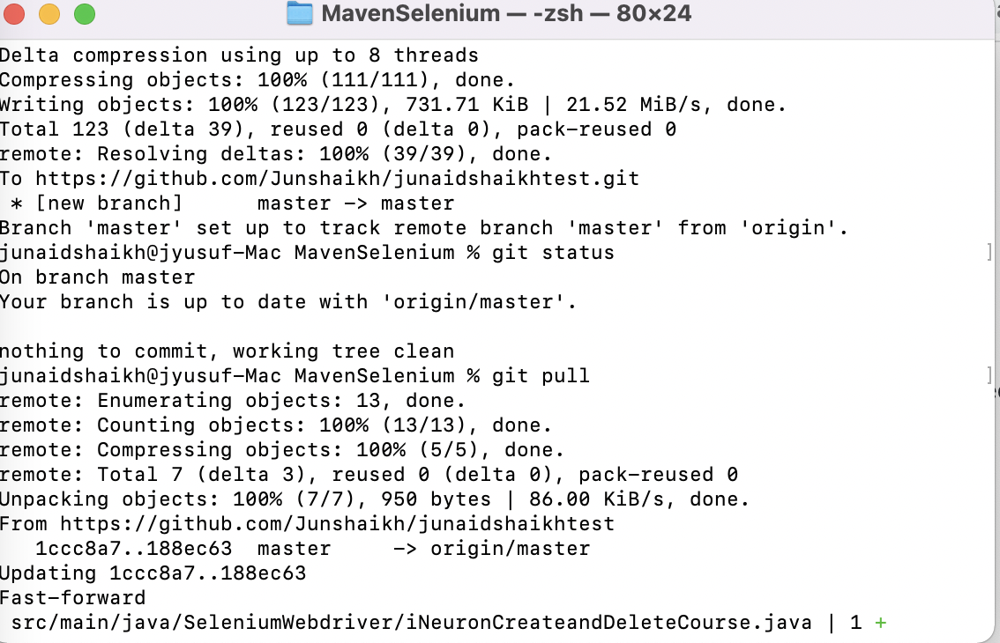 MavenSelenium — -zsh — 80×24
Delta compression using up to 8 threads
Compressing objects: 100% (111/111), done.
Writing objects: 100% (123/123), 731.71 KiB | 21.52 MiB/s, done.
Total 123 (delta 39), reused 0 (delta 0), pack-reused 0
remote: Resolving deltas: 100% (39/39), done.
To https://github.com/Junshaikh/junaidshaikhtest.git
 * [new branch]      master -> master
Branch 'master' set up to track remote branch 'master' from 'origin'.
junaidshaikh@jyusuf-Mac MavenSelenium % git status
On branch master
Your branch is up to date with 'origin/master'.

nothing to commit, working tree clean
junaidshaikh@jyusuf-Mac MavenSelenium % git pull
remote: Enumerating objects: 13, done.
remote: Counting objects: 100% (13/13), done.
remote: Compressing objects: 100% (5/5), done.
remote: Total 7 (delta 3), reused 0 (delta 0), pack-reused 0
Unpacking objects: 100% (7/7), 950 bytes | 86.00 KiB/s, done.
From https://github.com/Junshaikh/junaidshaikhtest
   1ccc8a7..188ec63  master     -> origin/master
Updating 1ccc8a7..188ec63
Fast-forward
 src/main/java/SeleniumWebdriver/iNeuronCreateandDeleteCourse.java | 1 +